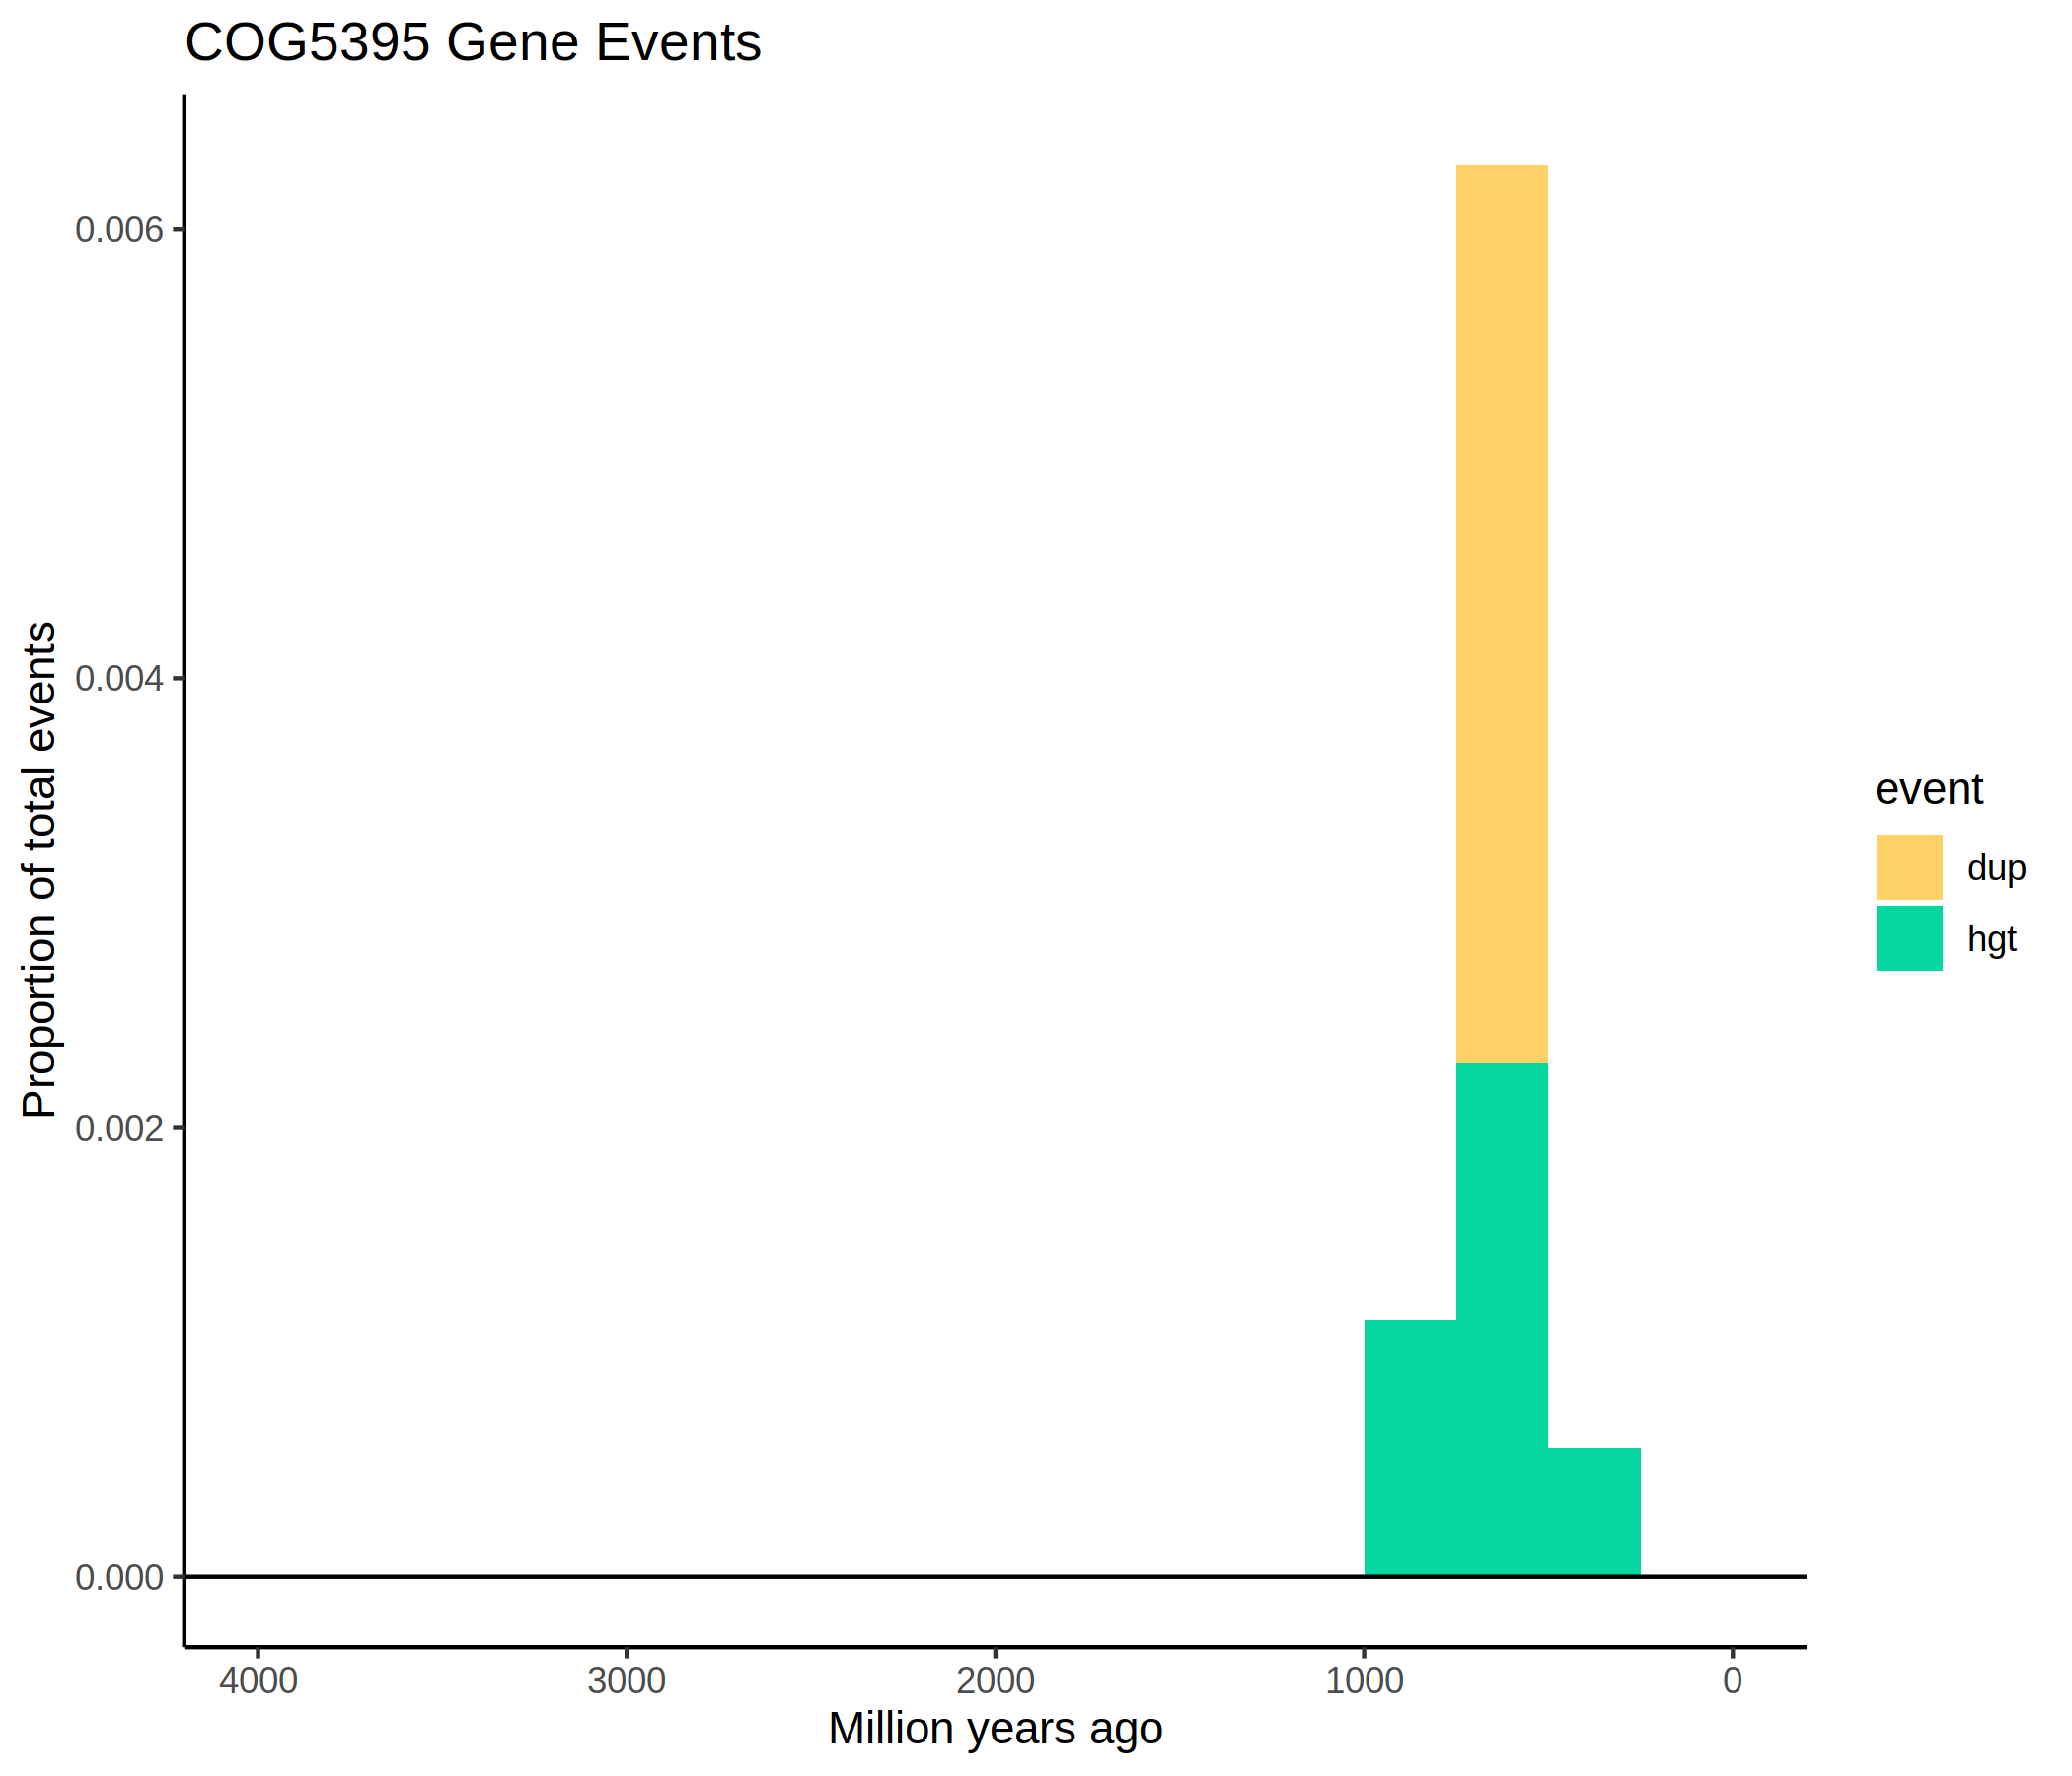 COG5395 Gene Events
Proportion of total events
0.006
0.004
0.002
0.000
4000 3000 2000 1000 0
Million years ago
event
dup
hgt